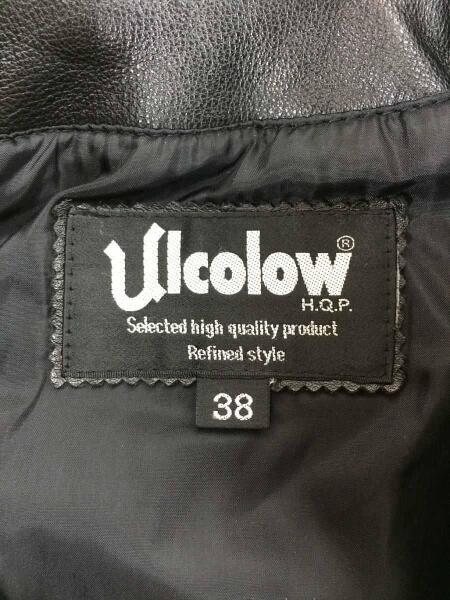 Ulcolow®
H.Q.P.
Selected high quality product
Refined style
38